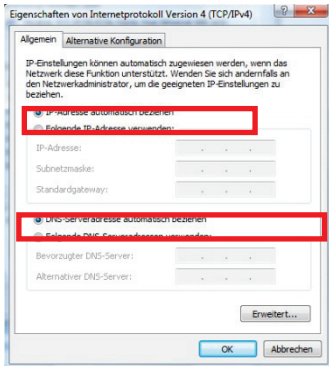 Eigenschaften von Internetprotokoll Version 4 (TCP/IPv4)
Allgemein Alternative Konfiguration
IP-Einstellungen können automatisch zugewiesen werden, wenn das
Netzwerk diese Funktion unterstützt. Wenden Sie sich andernfalls an
den Netzwerkadministrator, um die geeigneten IP-Einstellungen zu
beziehen.
IP-Adresse automatisch beziehen
Folgende IP-Adresse verwenden:
IP-Adresse:
Subnetzmaske:
Standardgateway:
DNS-Serveradresse automatisch beziehen
Folgende DNS-Serveradressen verwenden:
Bevorzugter DNS-Server:
Alternativer DNS-Server:
Erweitert...
OK Abbrechen